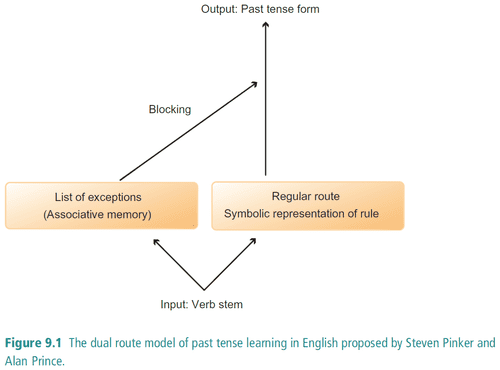 Output: Past tense form
Blocking
List of exceptions
(Associative memory)
Regular route
Symbolic representation of rule
Input: Verb stem
Figure 9.1 The dual route model of past tense learning in English proposed by Steven Pinker and
Alan Prince.